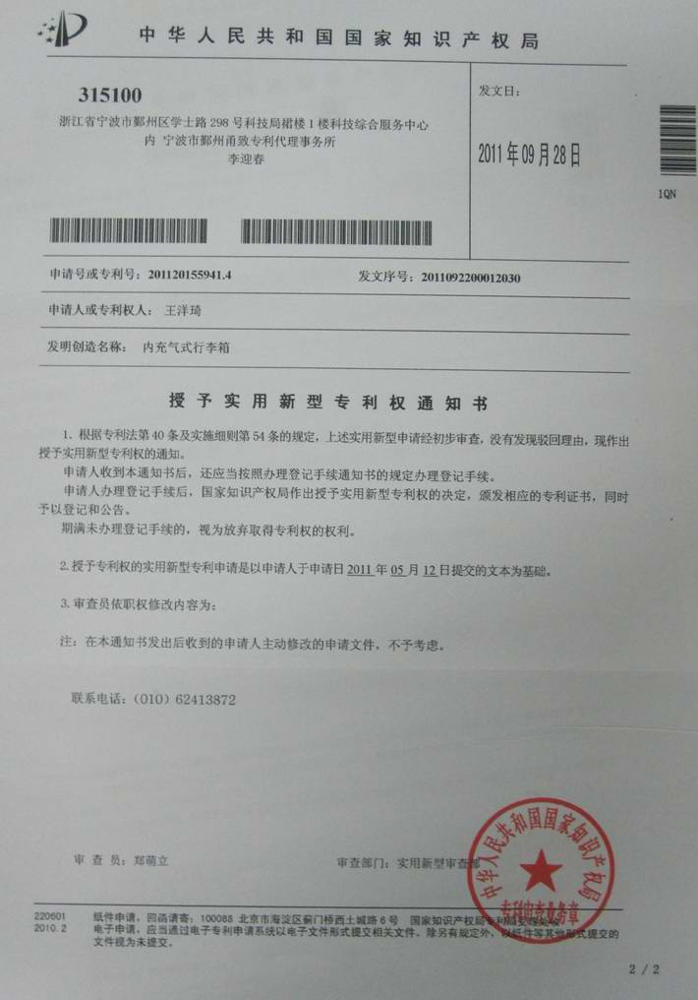 中华人民共和国国家知识产权局
315100
浙江省宁波市鄞州区学士路 298 号科技局裙楼 1 楼科技综合服务中心
内 宁波市鄞州甬致专利代理事务所
李迎春
发文日：
2011 年 09 月 28 日
1QN
申请号或专利号：201120155941.4
发文序号：2011092200012030
申请人或专利权人： 王洋琦
发明创造名称： 内充气式行李箱
授予实用新型专利权通知书
1. 根据专利法第 40 条及实施细则第 54 条的规定，上述实用新型申请经初步审查，没有发现驳回理由，现作出
授予实用新型专利权的通知。
申请人收到本通知书后，还应当按照办理登记手续通知书的规定办理登记手续。
申请人办理登记手续后，国家知识产权局作出授予实用新型专利权的决定，颁发相应的专利证书，同时
予以登记和公告。
期满未办理登记手续的，视为放弃取得专利权的权利。
2. 授予专利权的实用新型专利申请是以申请人于申请日 2011 年 05 月 12 日提交的文本为基础。
3. 审查员依职权修改内容为：
注：在本通知书发出后收到的申请人主动修改的申请文件，不予考虑。
联系电话：（010）62413872
审 查 员：郑萌立
审查部门：实用新型审查部
中华人民共和国国家知识产权局
专利审查业务章
220601
2010. 2
纸件申请，回函请寄：100088 北京市海淀区蓟门桥西土城路 6 号 国家知识产权局专利局受理处收
电子申请，应当通过电子专利申请系统以电子文件形式提交相关文件。除另有规定外，以纸件等其他形式提交的
文件视为未提交。
2 / 2